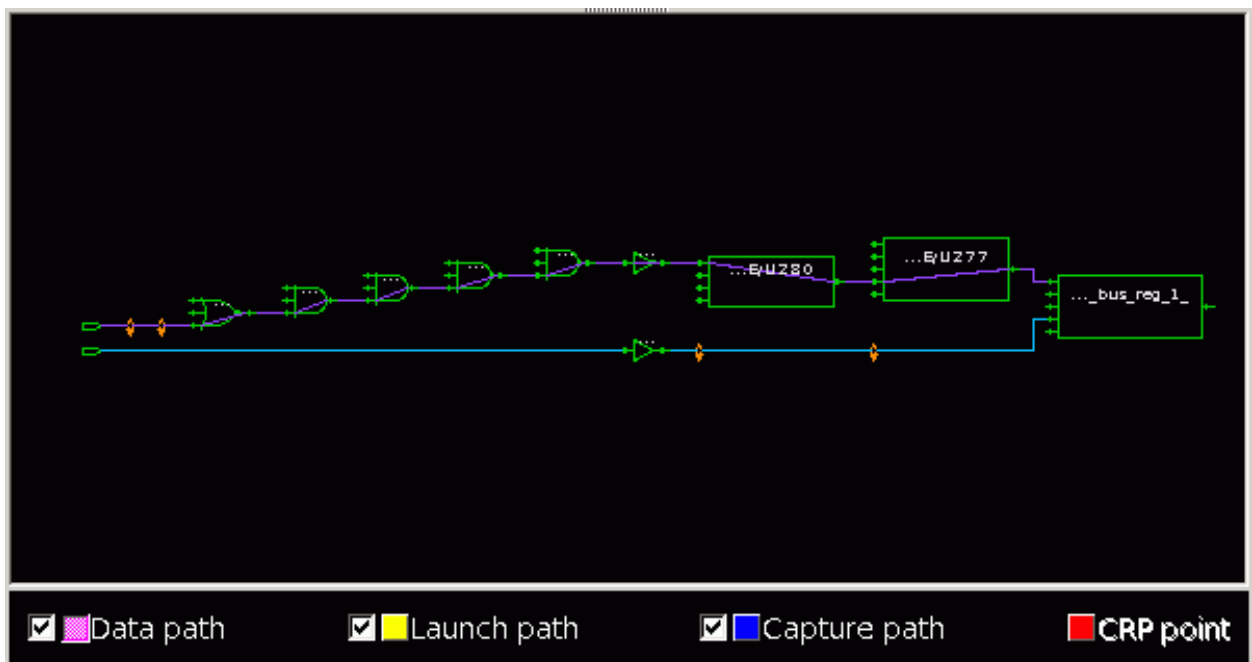 ...E/U277
...E/U280
..._bus_reg_1_
Data path
Launch path
Capture path
CRP point